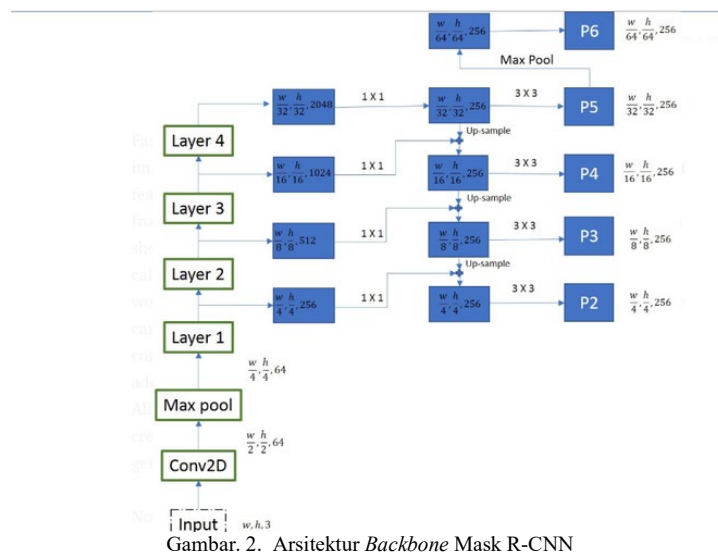 w/64, h/64, 256
P6
w/64, h/64, 256
Max Pool
w/32, h/32, 2048
1 X 1
w/32, h/32, 256
3 X 3
P5
w/32, h/32, 256
Up-sample
Layer 4
w/16, h/16, 1024
1 X 1
w/16, h/16, 256
3 X 3
P4
w/16, h/16, 256
Up-sample
Layer 3
w/8, h/8, 512
1 X 1
w/8, h/8, 256
3 X 3
P3
w/8, h/8, 256
Up-sample
Layer 2
w/4, h/4, 256
1 X 1
w/4, h/4, 256
3 X 3
P2
w/4, h/4, 256
Layer 1
w/4, h/4, 64
Max pool
w/2, h/2, 64
Conv2D
Input
w, h, 3
Gambar. 2. Arsitektur Backbone Mask R-CNN